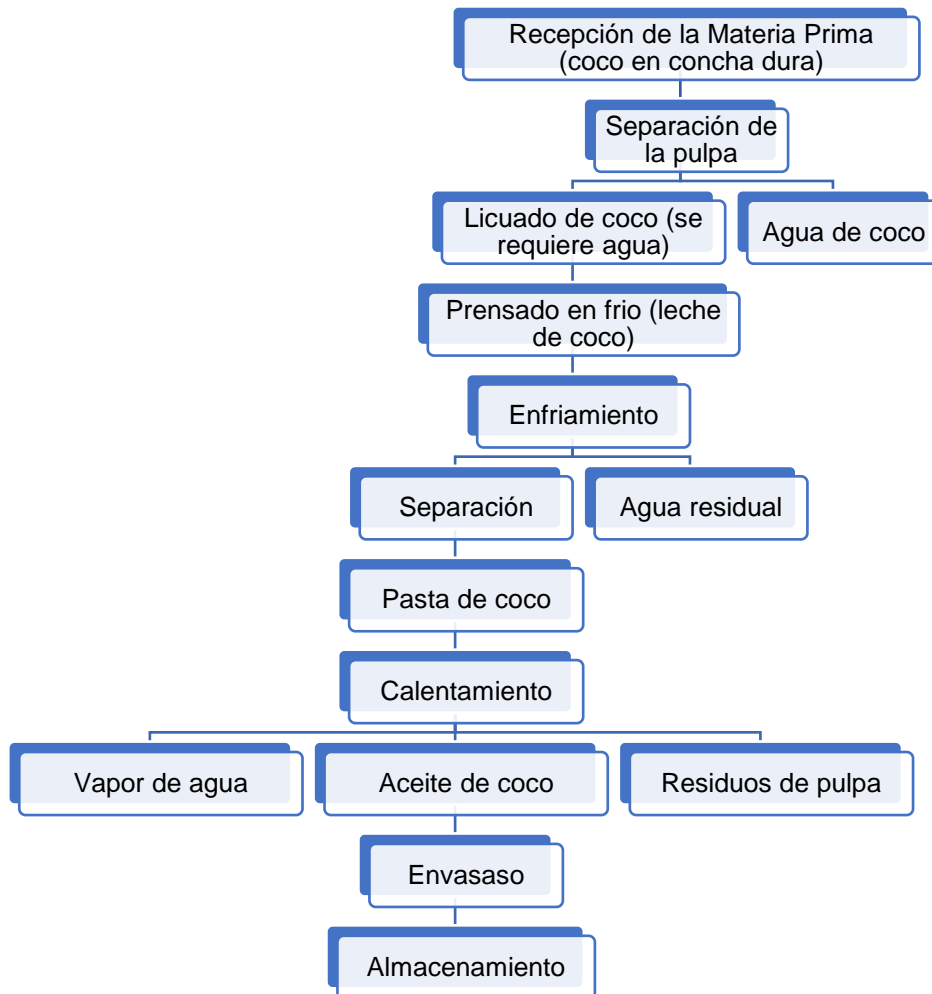 Recepción de la Materia Prima
(coco en concha dura)
Separación de
la pulpa
Licuado de coco (se
requiere agua)
Agua de coco
Prensado en frio (leche
de coco)
Enfriamiento
Separación
Agua residual
Pasta de coco
Calentamiento
Vapor de agua
Aceite de coco
Residuos de pulpa
Envasaso
Almacenamiento